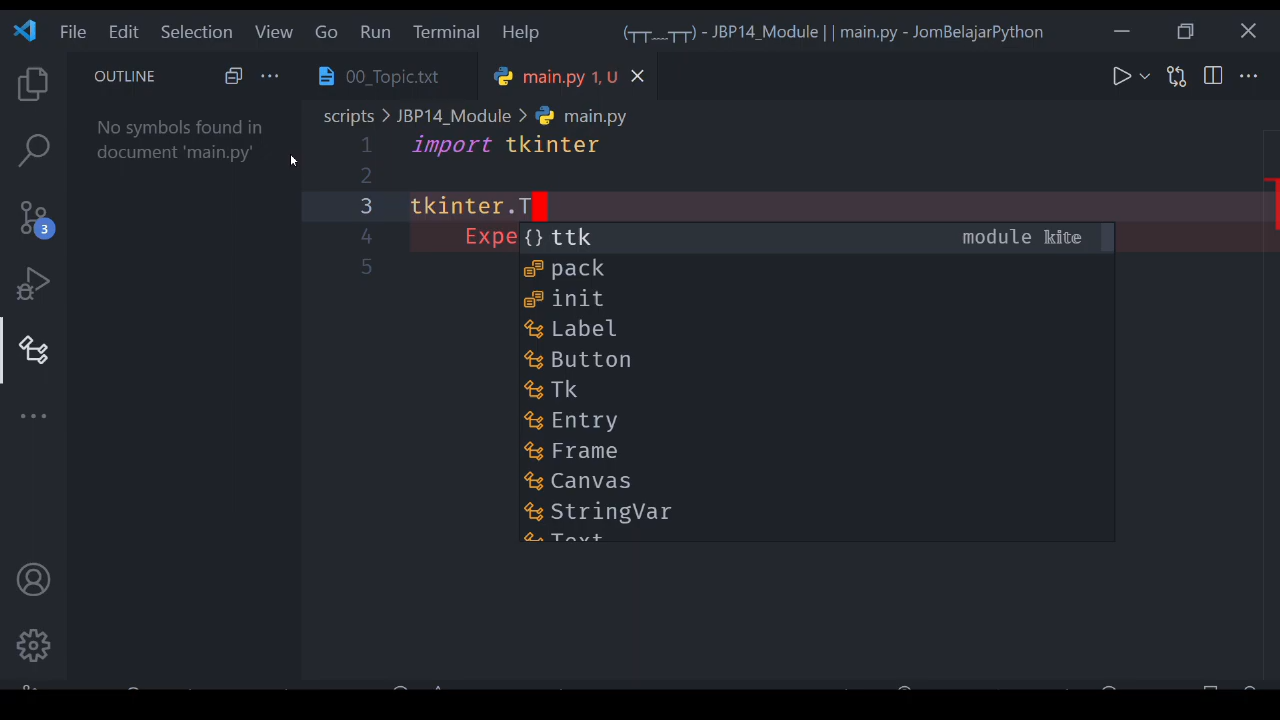 File Edit Selection View Go Run Terminal Help (┬┬﹏┬┬) - JBP14_Module | | main.py - JomBelajarPython
OUTLINE
00_Topic.txt main.py 1, U
scripts > JBP14_Module > main.py
No symbols found in
document 'main.py'
1 import tkinter
2
3 tkinter.T
4 Expe
5
{} ttk module kite
pack
init
Label
Button
Tk
Entry
Frame
Canvas
StringVar
Text
3